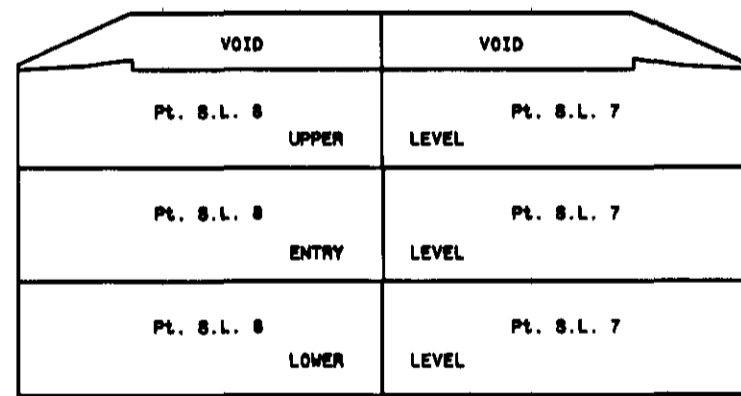 VOID VOID
Pt. S.L. 8 Pt. S.L. 7
UPPER LEVEL
Pt. S.L. 8 Pt. S.L. 7
ENTRY LEVEL
Pt. S.L. 8 Pt. S.L. 7
LOWER LEVEL